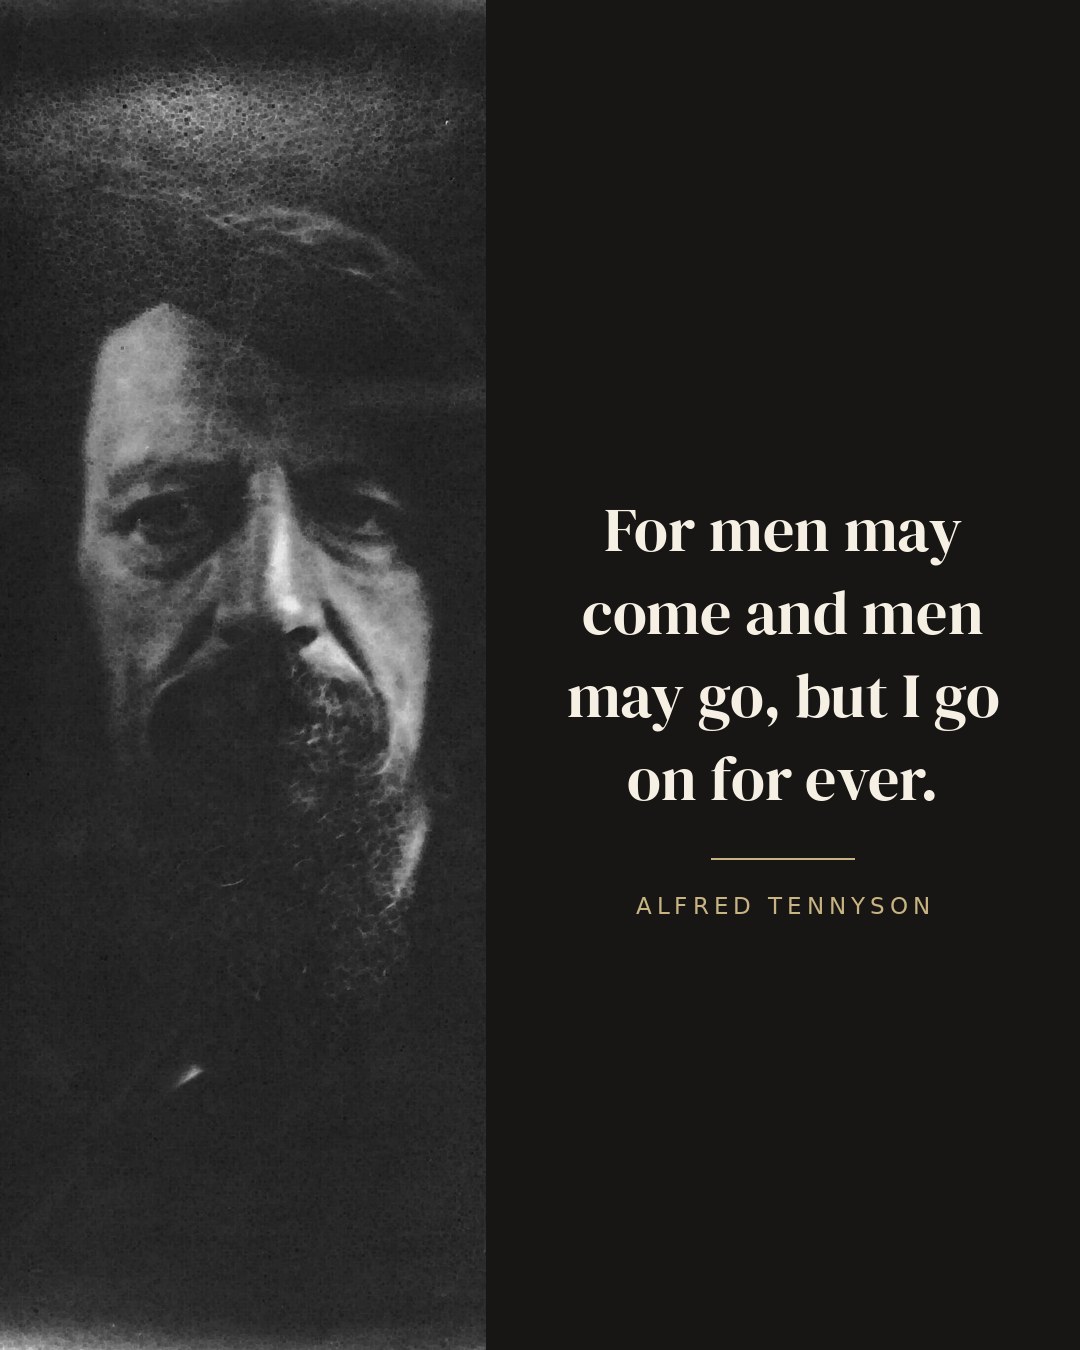 For men may
come and men
may go, but I go
on for ever.
ALFRED TENNYSON